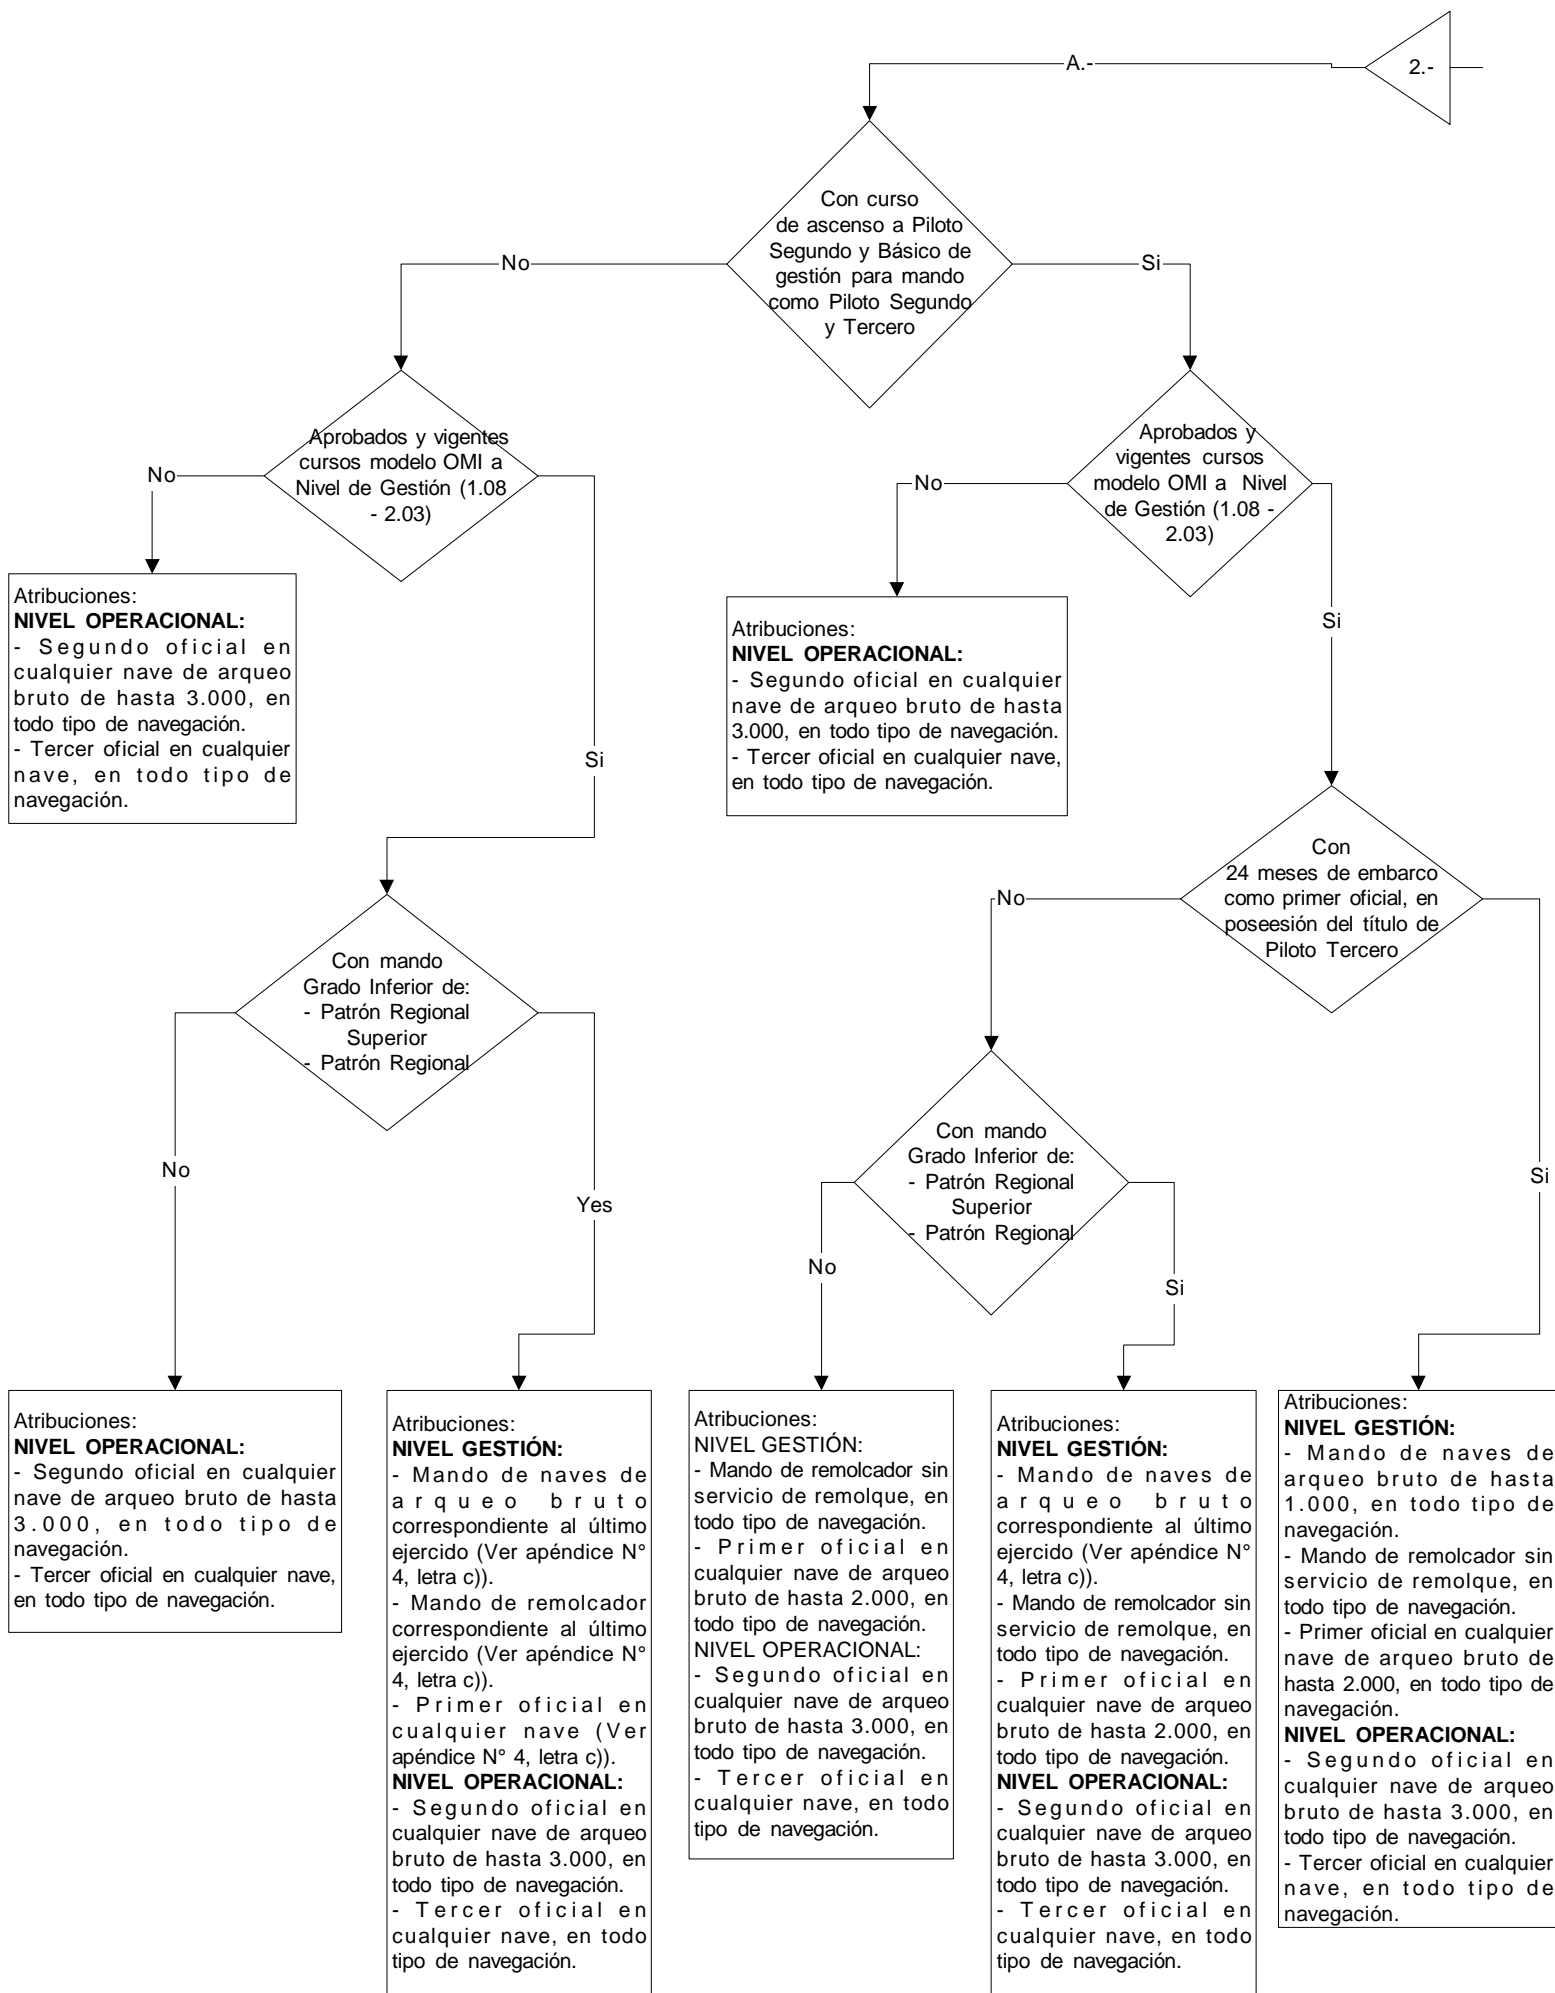 A.-
2.-
Con curso
de ascenso a Piloto
Segundo y Básico de
gestión para mando
como Piloto Segundo
y Tercero
No
Si
Aprobados y vigentes
cursos modelo OMI a
Nivel de Gestión (1.08
- 2.03)
No
Si
Aprobados y
vigentes cursos
modelo OMI a Nivel
de Gestión (1.08 -
2.03)
No
Si
Atribuciones:
NIVEL OPERACIONAL:
- Segundo oficial en
cualquier nave de arqueo
bruto de hasta 3.000, en
todo tipo de navegación.
- Tercer oficial en cualquier
nave, en todo tipo de
navegación.
Atribuciones:
NIVEL OPERACIONAL:
- Segundo oficial en cualquier
nave de arqueo bruto de hasta
3.000, en todo tipo de navegación.
- Tercer oficial en cualquier nave,
en todo tipo de navegación.
Con
24 meses de embarco
como primer oficial, en
poseesión del título de
Piloto Tercero
No
Si
Con mando
Grado Inferior de:
- Patrón Regional
Superior
- Patrón Regional
No
Yes
Con mando
Grado Inferior de:
- Patrón Regional
Superior
- Patrón Regional
No
Si
Atribuciones:
NIVEL OPERACIONAL:
- Segundo oficial en cualquier
nave de arqueo bruto de hasta
3.000, en todo tipo de
navegación.
- Tercer oficial en cualquier nave,
en todo tipo de navegación.
Atribuciones:
NIVEL GESTIÓN:
- Mando de naves de
arqueo bruto
correspondiente al último
ejercido (Ver apéndice N°
4, letra c)).
- Mando de remolcador
correspondiente al último
ejercido (Ver apéndice N°
4, letra c)).
- Primer oficial en
cualquier nave (Ver
apéndice N° 4, letra c)).
NIVEL OPERACIONAL:
- Segundo oficial en
cualquier nave de arqueo
bruto de hasta 3.000, en
todo tipo de navegación.
- Tercer oficial en
cualquier nave, en todo
tipo de navegación.
Atribuciones:
NIVEL GESTIÓN:
- Mando de remolcador sin
servicio de remolque, en
todo tipo de navegación.
- Primer oficial en
cualquier nave de arqueo
bruto de hasta 2.000, en
todo tipo de navegación.
NIVEL OPERACIONAL:
- Segundo oficial en
cualquier nave de arqueo
bruto de hasta 3.000, en
todo tipo de navegación.
- Tercer oficial en
cualquier nave, en todo
tipo de navegación.
Atribuciones:
NIVEL GESTIÓN:
- Mando de naves de
arqueo bruto
correspondiente al último
ejercido (Ver apéndice N°
4, letra c)).
- Mando de remolcador sin
servicio de remolque, en
todo tipo de navegación.
- Primer oficial en
cualquier nave de arqueo
bruto de hasta 2.000, en
todo tipo de navegación.
NIVEL OPERACIONAL:
- Segundo oficial en
cualquier nave de arqueo
bruto de hasta 3.000, en
todo tipo de navegación.
- Tercer oficial en
cualquier nave, en todo
tipo de navegación.
Atribuciones:
NIVEL GESTIÓN:
- Mando de naves de
arqueo bruto de hasta
1.000, en todo tipo de
navegación.
- Mando de remolcador sin
servicio de remolque, en
todo tipo de navegación.
- Primer oficial en cualquier
nave de arqueo bruto de
hasta 2.000, en todo tipo de
navegación.
NIVEL OPERACIONAL:
- Segundo oficial en
cualquier nave de arqueo
bruto de hasta 3.000, en
todo tipo de navegación.
- Tercer oficial en cualquier
nave, en todo tipo de
navegación.